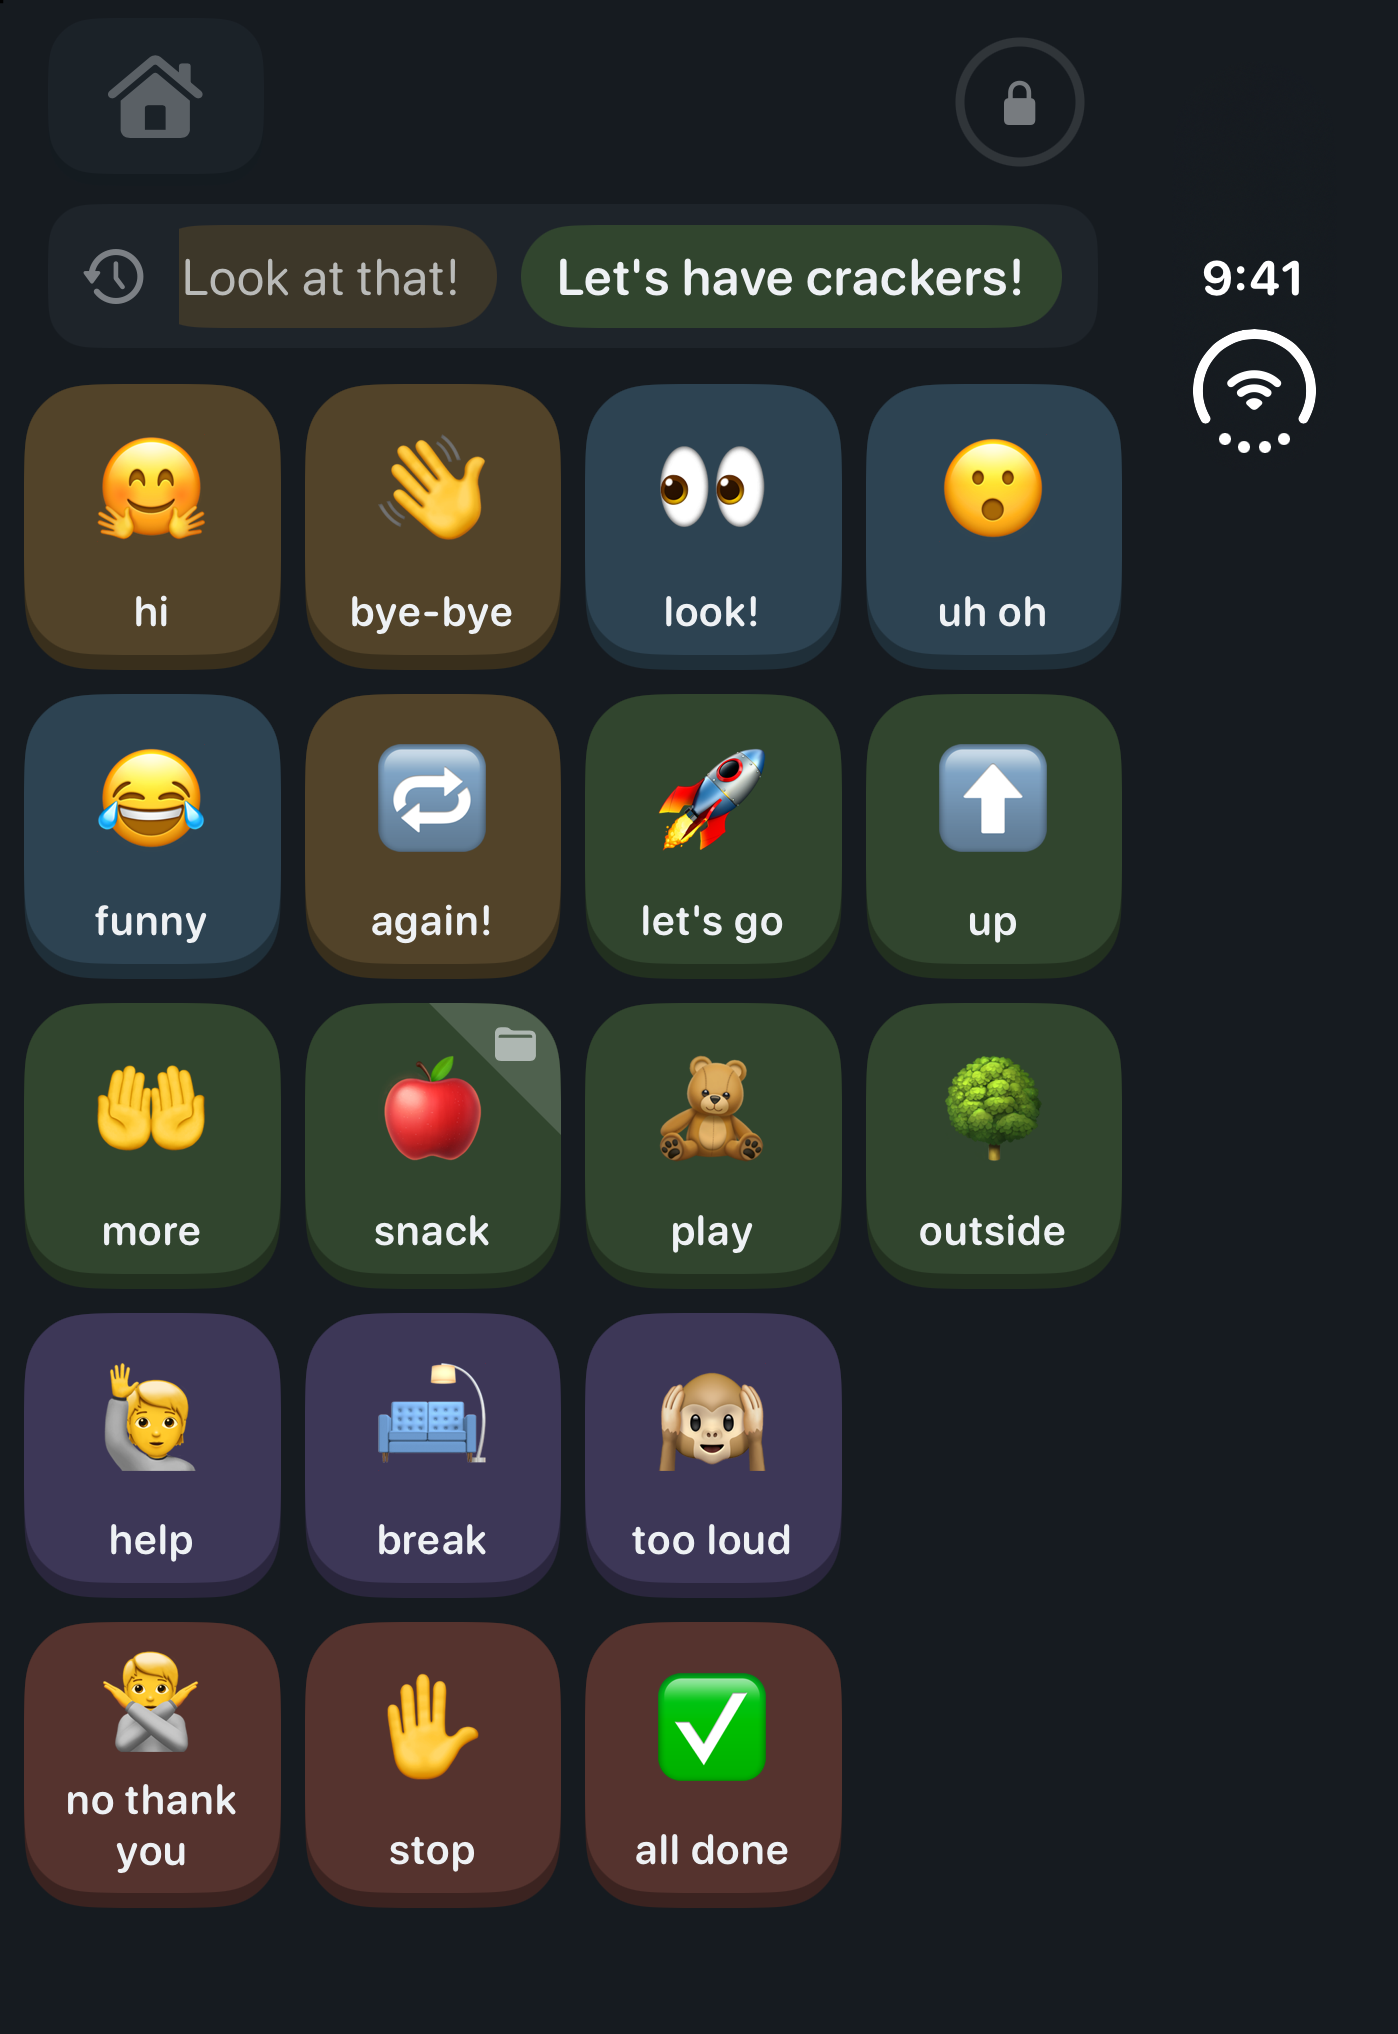 Look at that!
Let's have crackers!
9:41
hi
bye-bye
look!
uh oh
funny
again!
let's go
up
more
snack
play
outside
help
break
too loud
no thank
you
stop
all done